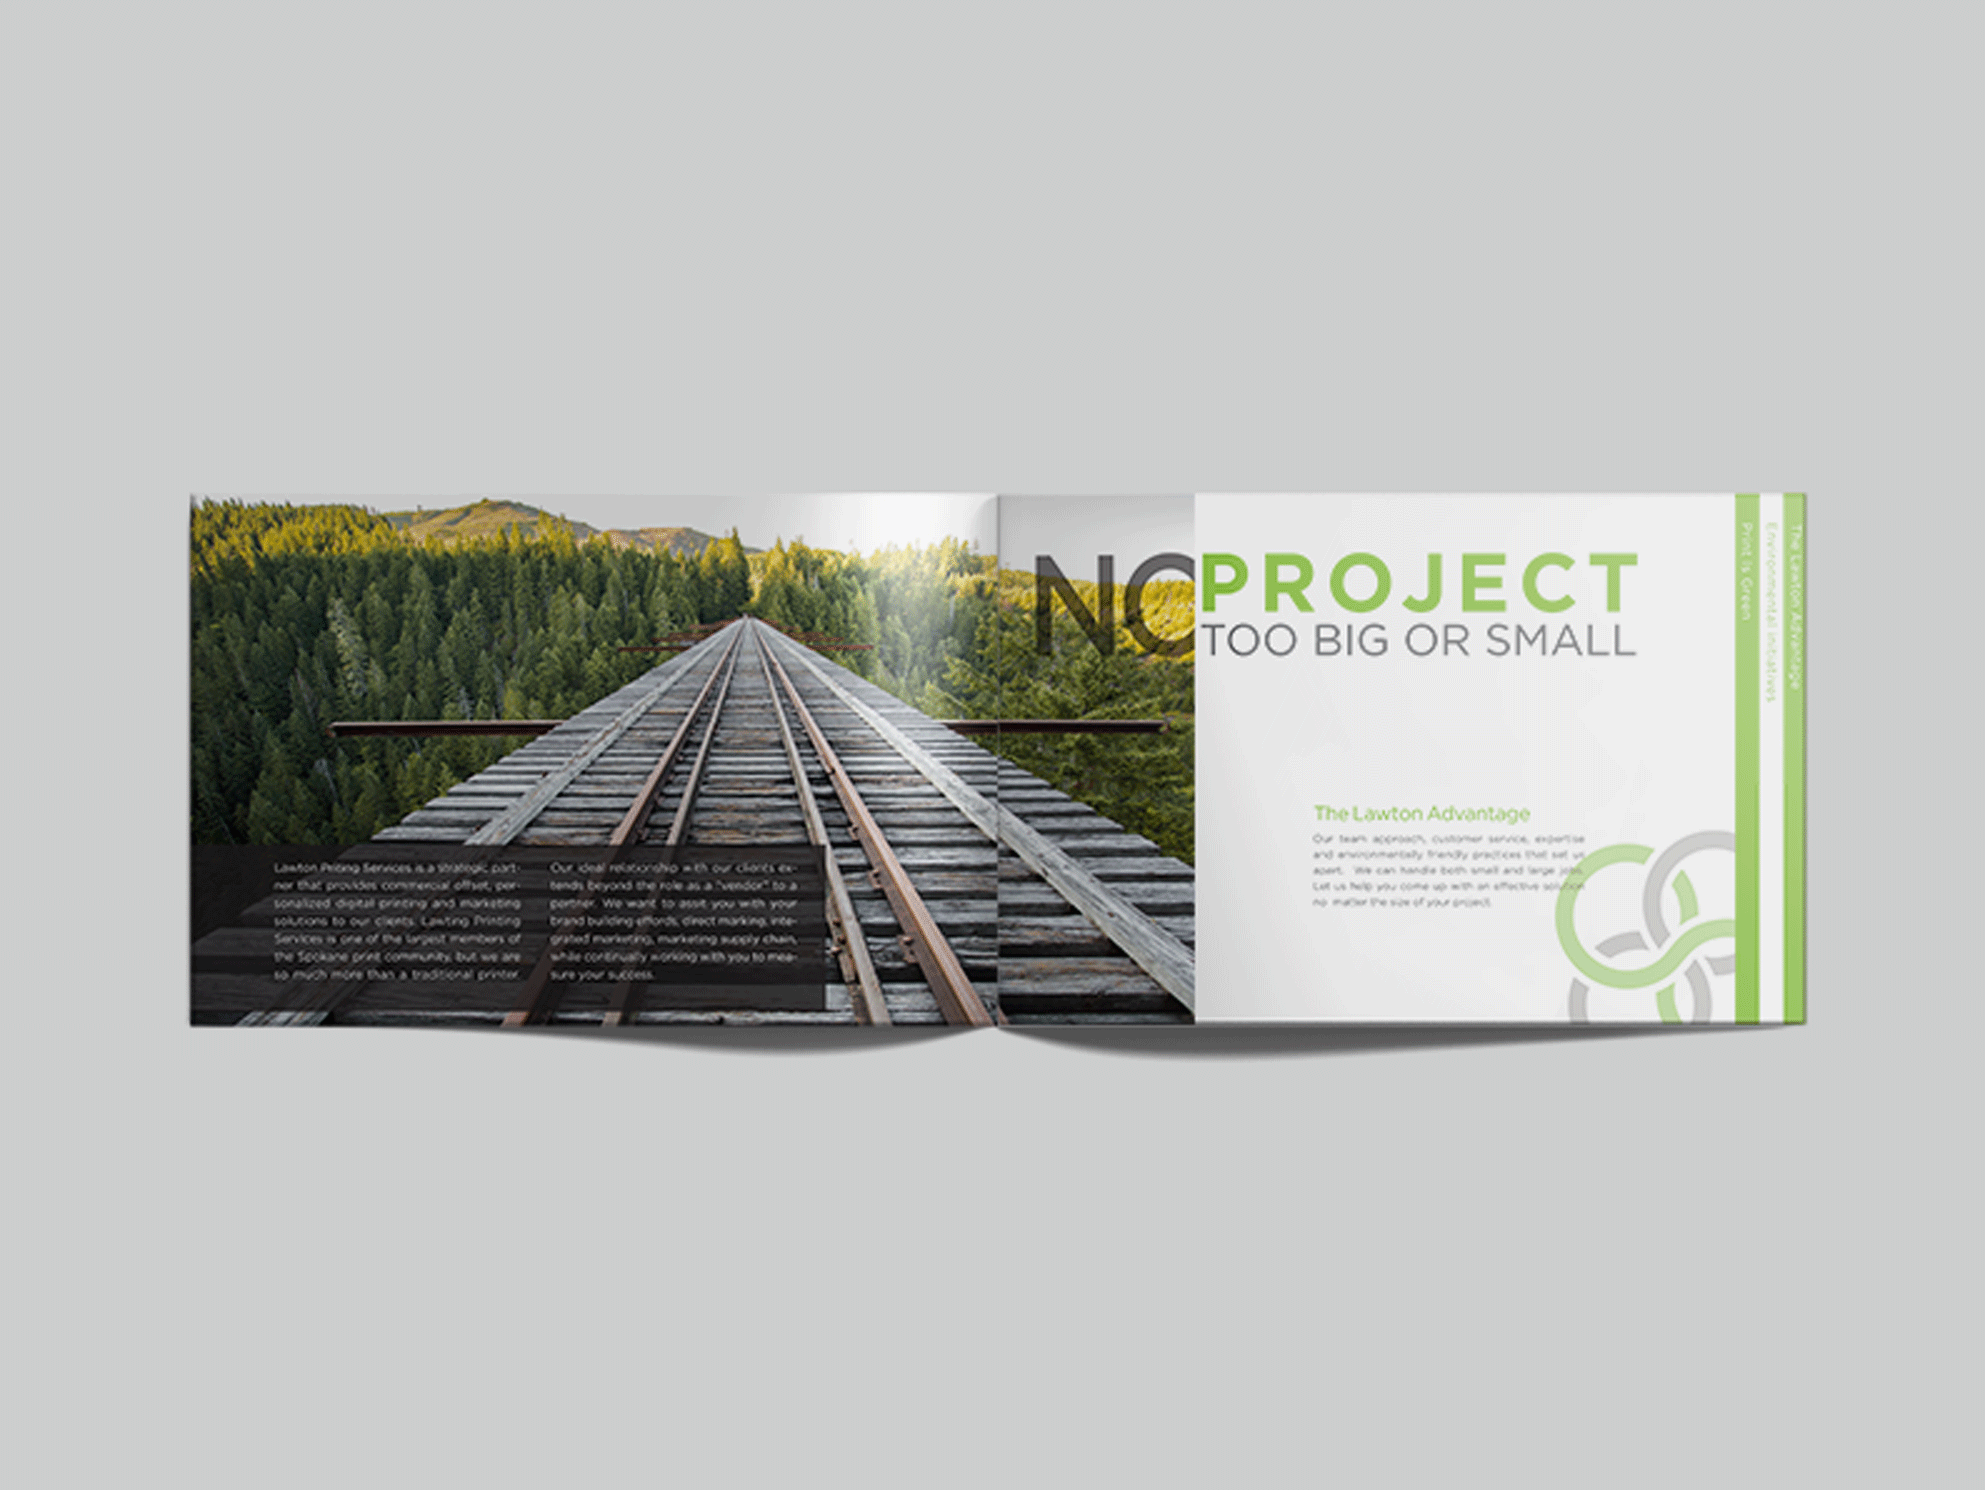 NO PROJECT
TOO BIG OR SMALL
Lawton Priting Services is a strategic part-
ner that provides commercial offset, per-
sonalized digital printing and marketing
solutions to our clients. Lawting Printing
Services is one of the largest members of
the Spokane print community, but we are
so much more than a traditional printer.
Our ideal relationship with our clients ex-
tends beyond the role as a "vendor" to a
partner. We want to assit you with your
brand building effords, direct marking, inte-
grated marketing, marketing supply chain,
while continually working with you to mea-
sure your success.
The Lawton Advantage
Our team approach, customer service, expertise
and environmentally friendly practices that set us
apart. We can handle both small and large jobs.
Let us help you come up with an effective solution
no matter the size of your project.
Print Is Green
Environmental Initiatives
The Lawton Advantage